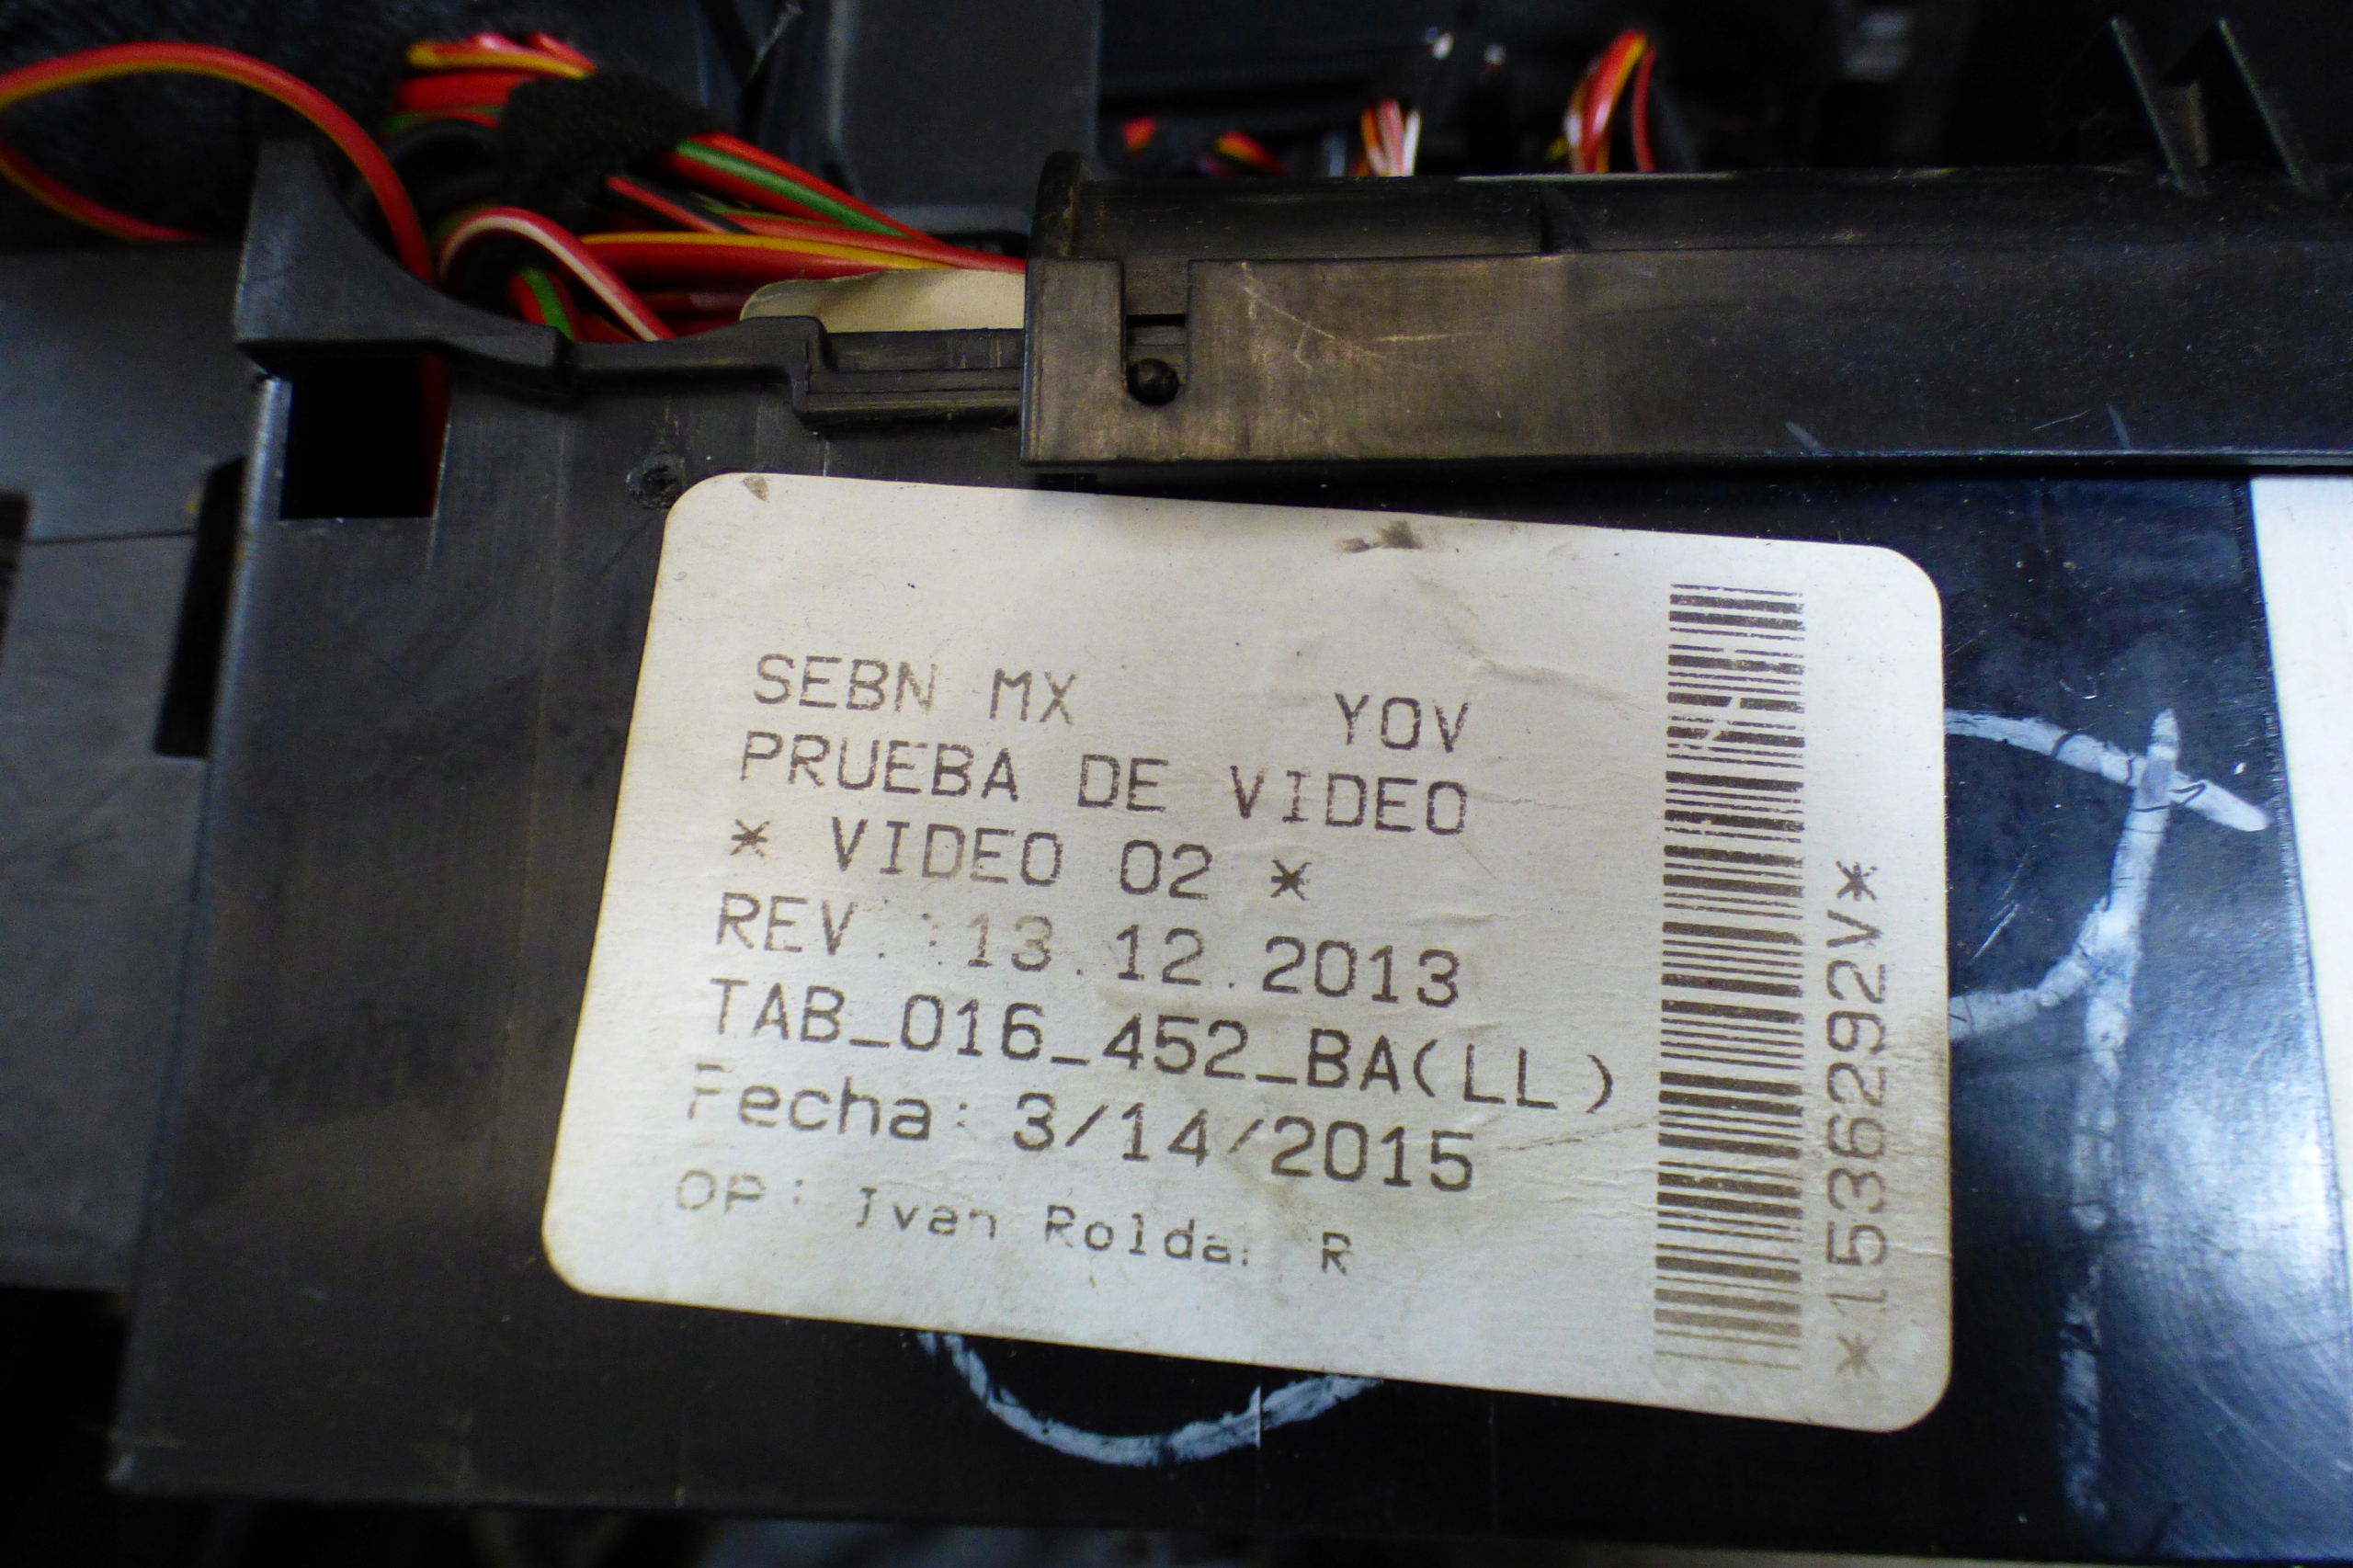 SEBN MX YOV
PRUEBA DE VIDEO
* VIDEO 02 *
REV.:13.12.2013
TAB_016_452_BA(LL)
Fecha: 3/14/2015
OP: Ivan Roldan R
*1536292V*